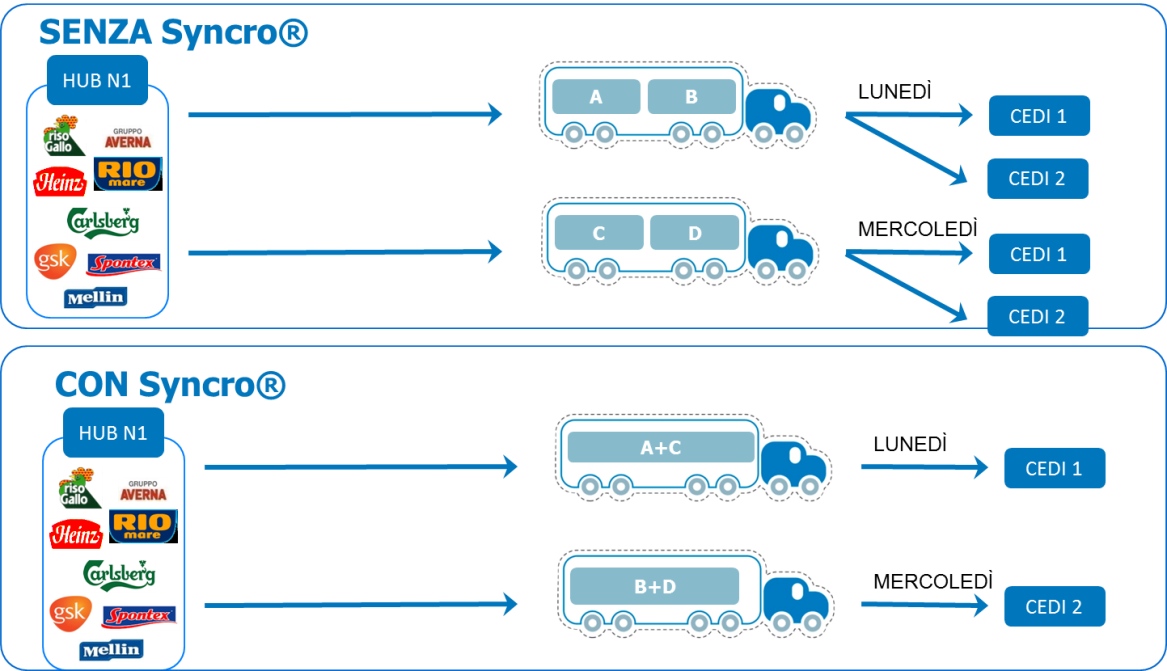 SENZA Syncro®
HUB N1
riso Gallo
GRUPPO
AVERNA
Heinz
RIO
mare
Carlsberg
gsk
Spontex
Mellin
A
B
LUNEDÌ
CEDI 1
CEDI 2
C
D
MERCOLEDÌ
CEDI 1
CEDI 2
CON Syncro®
HUB N1
riso Gallo
GRUPPO
AVERNA
Heinz
RIO
mare
Carlsberg
gsk
Spontex
Mellin
A+C
LUNEDÌ
CEDI 1
B+D
MERCOLEDÌ
CEDI 2